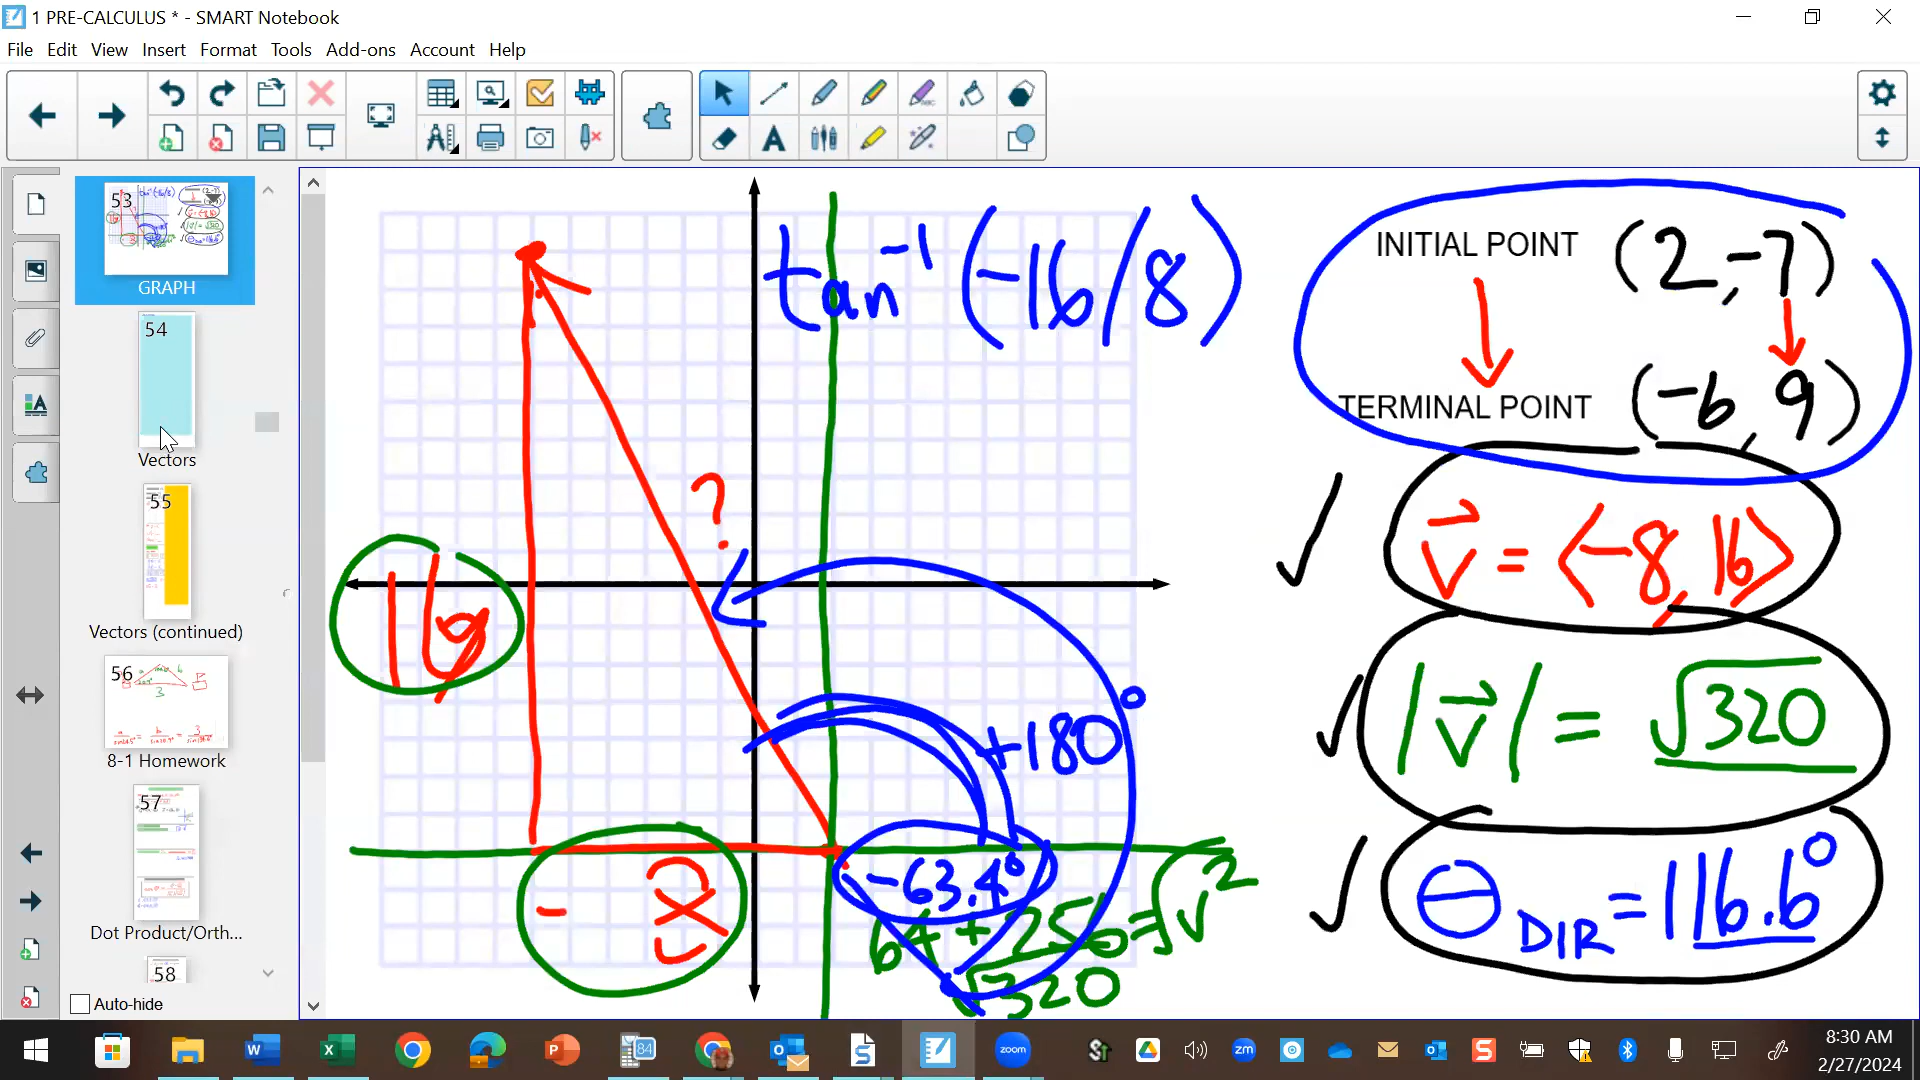 1 PRE-CALCULUS * - SMART Notebook
File Edit View Insert Format Tools Add-ons Account Help
53
GRAPH
54
Vectors
55
Vectors (continued)
56
8-1 Homework
57
Dot Product/Orth...
58
Auto-hide
tan⁻¹(-16/8)
?
16
-8
+180°
-63.4°
64 + 256 = √v²
√320
INITIAL POINT (2,-7)
TERMINAL POINT (-6, 9)
v = ⟨-8, 16⟩
|v| = √320
θ DIR = 116.6°
84
zoom
zm
8:30 AM
2/27/2024